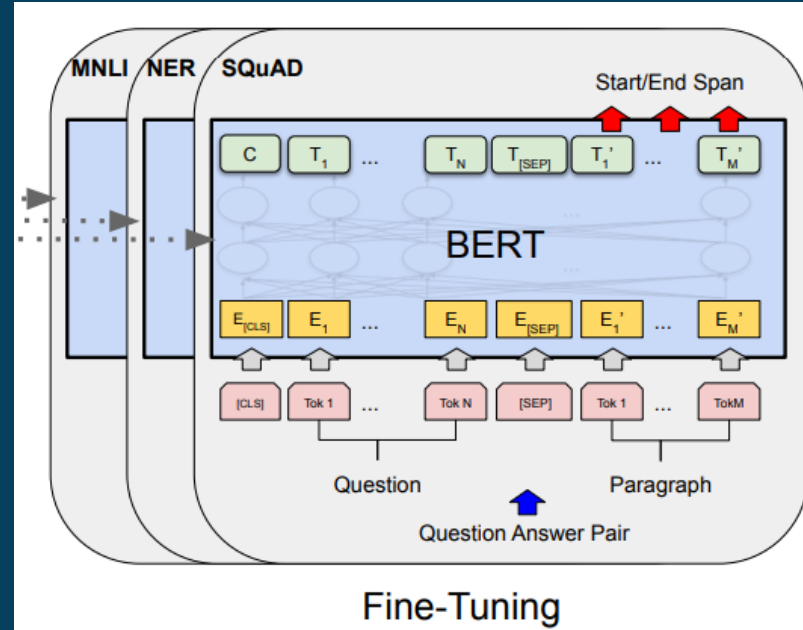 MNLI NER SQuAD
Start/End Span
C T1 ... TN T[SEP] T1' ... TM'
...
BERT
...
E[CLS] E1 ... EN E[SEP] E1' ... EM'
[CLS] Tok 1 ... Tok N [SEP] Tok 1 ... TokM
Question Paragraph
Question Answer Pair
Fine-Tuning